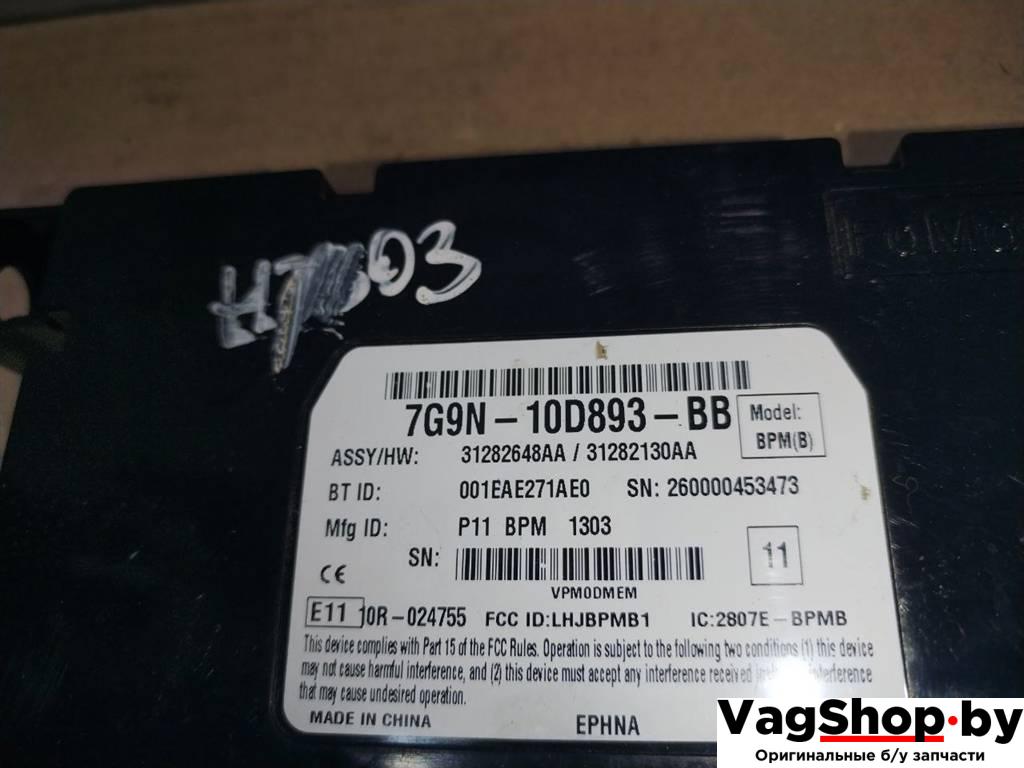 03
FoMo
7G9N-10D893-BB
Model:
BPM(B)
ASSY/HW: 31282648AA / 31282130AA
BT ID: 001EAE271AE0 SN: 260000453473
Mfg ID: P11 BPM 1303
SN:
11
VPM0DMEM
CE
E11 10R-024755 FCC ID:LHJBPMB1 IC:2807E-BPMB
This device complies with Part 15 of the FCC Rules. Operation is subject to the following two conditions (1) this device
may not cause harmful interference, and (2) this device must accept any interference received including interference
that may cause undesired operation.
MADE IN CHINA EPHNA
VagShop.by
Оригинальные б/у запчасти